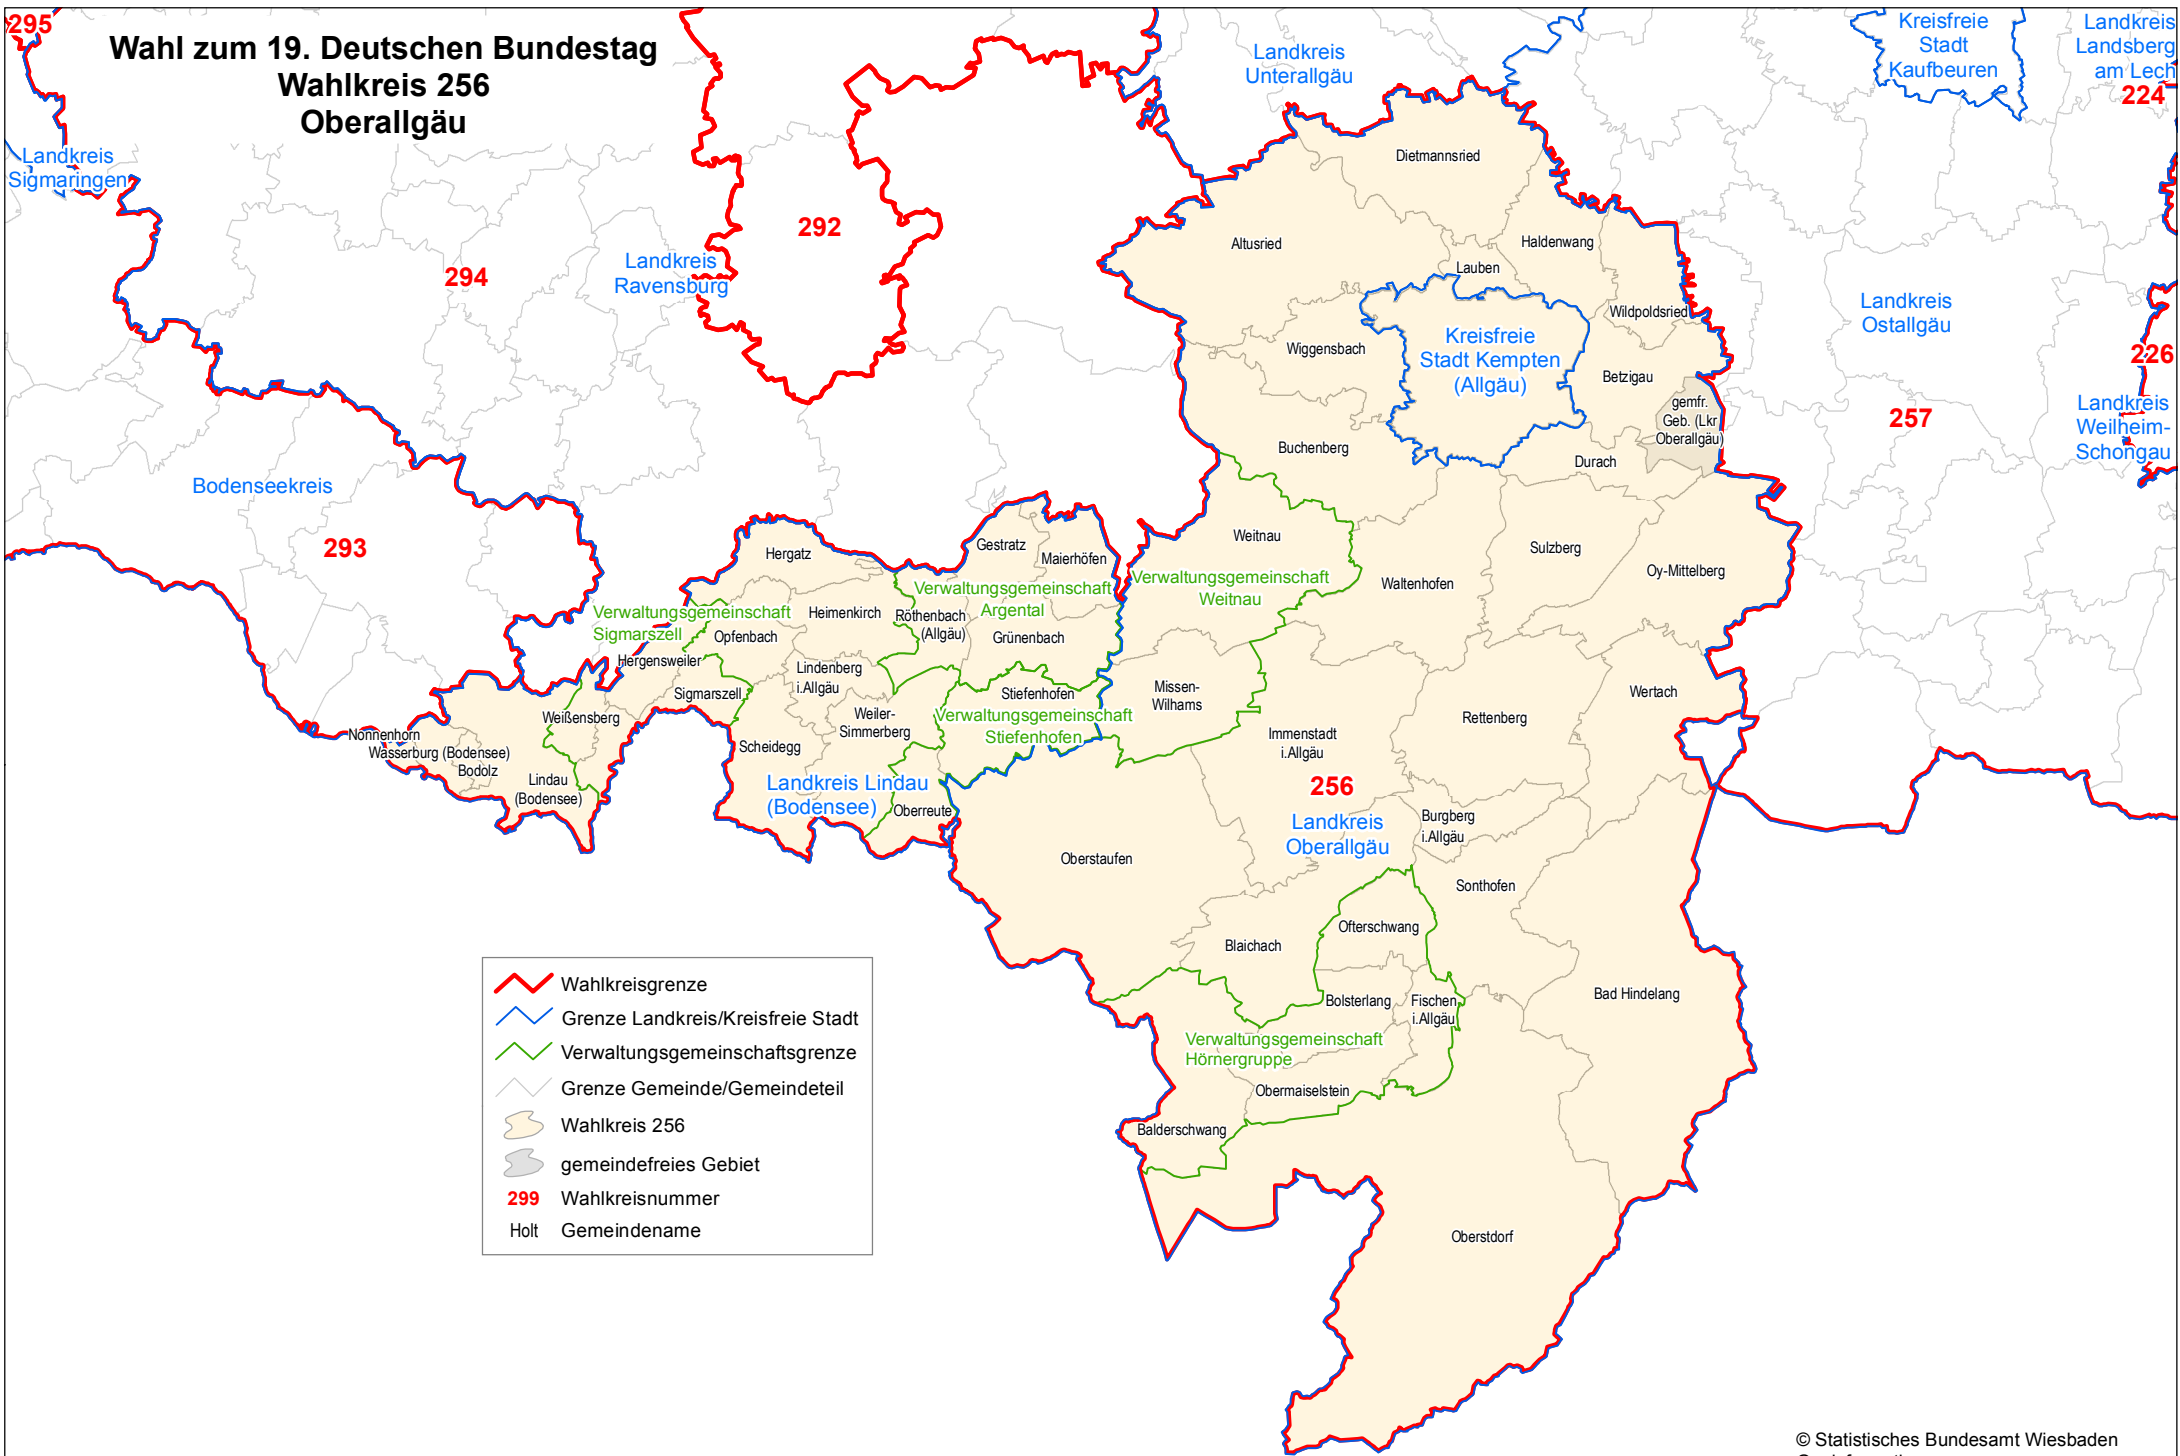 Wahl zum 19. Deutschen Bundestag
Wahlkreis 256
Oberallgäu
295
Landkreis
Sigmaringen
294
Landkreis
Ravensburg
292
Landkreis
Unterallgäu
Kreisfreie
Stadt
Kaufbeuren
Landkreis
Landsberg
am Lech
224
Landkreis
Ostallgäu
226
257
Landkreis
Weilheim-
Schongau
Bodenseekreis
293
Dietmannsried
Altusried
Haldenwang
Lauben
Wildpoldsried
Wiggensbach
Kreisfreie
Stadt Kempten
(Allgäu)
Betzigau
gemfr.
Geb. (Lkr
Oberallgäu)
Buchenberg
Durach
Weitnau
Verwaltungsgemeinschaft
Weitnau
Sulzberg
Waltenhofen
Oy-Mittelberg
Hergatz
Gestratz
Maierhöfen
Verwaltungsgemeinschaft
Argental
Verwaltungsgemeinschaft
Sigmarszell
Heimenkirch
Röthenbach
(Allgäu)
Grünenbach
Opfenbach
Hergensweiler
Lindenberg
i.Allgäu
Sigmarszell
Stiefenhofen
Verwaltungsgemeinschaft
Stiefenhofen
Missen-
Wilhams
Wertach
Rettenberg
Weißensberg
Weiler-
Simmerberg
Nonnenhorn
Wasserburg (Bodensee)
Bodolz
Lindau
(Bodensee)
Scheidegg
Landkreis Lindau
(Bodensee)
Oberreute
Immenstadt
i.Allgäu
256
Landkreis
Oberallgäu
Burgberg
i.Allgäu
Oberstaufen
Sonthofen
Ofterschwang
Blaichach
Bad Hindelang
Bolsterlang
Fischen
i.Allgäu
Verwaltungsgemeinschaft
Hörnergruppe
Obermaiselstein
Balderschwang
Oberstdorf
Wahlkreisgrenze
Grenze Landkreis/Kreisfreie Stadt
Verwaltungsgemeinschaftsgrenze
Grenze Gemeinde/Gemeindeteil
Wahlkreis 256
gemeindefreies Gebiet
299 Wahlkreisnummer
Holt Gemeindename
© Statistisches Bundesamt Wiesbaden